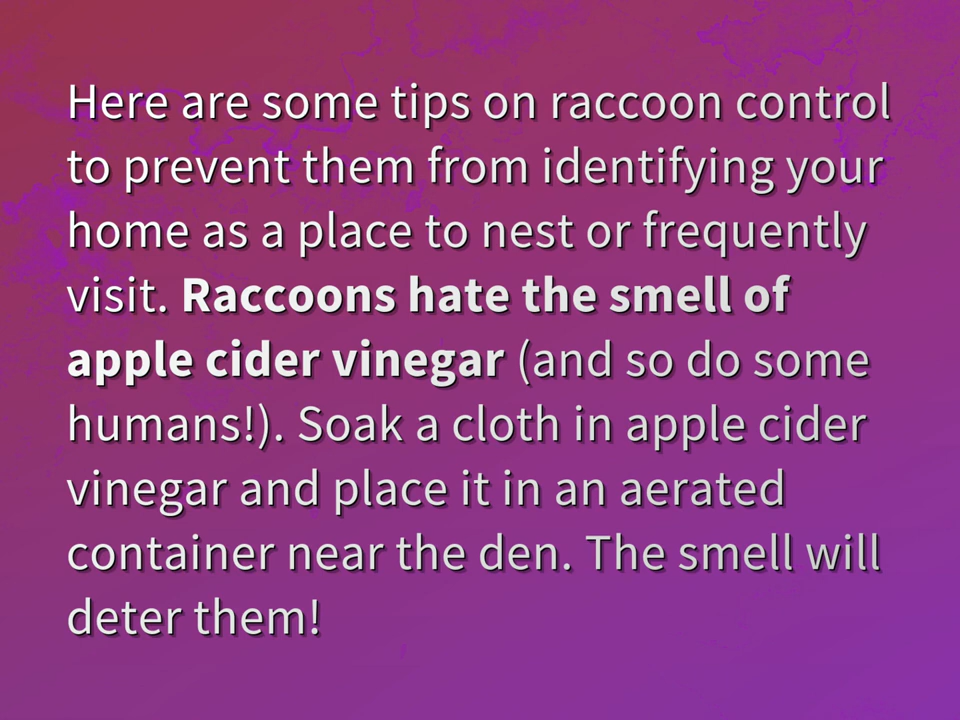 Here are some tips on raccoon control
to prevent them from identifying your
home as a place to nest or frequently
visit. Raccoons hate the smell of
apple cider vinegar (and so do some
humans!). Soak a cloth in apple cider
vinegar and place it in an aerated
container near the den. The smell will
deter them!